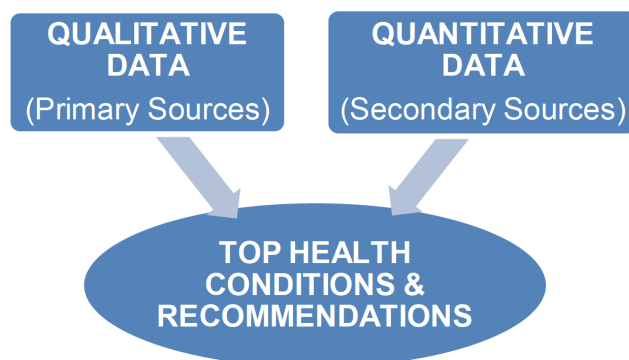 QUALITATIVE
DATA
(Primary Sources)
QUANTITATIVE
DATA
(Secondary Sources)
TOP HEALTH
CONDITIONS &
RECOMMENDATIONS